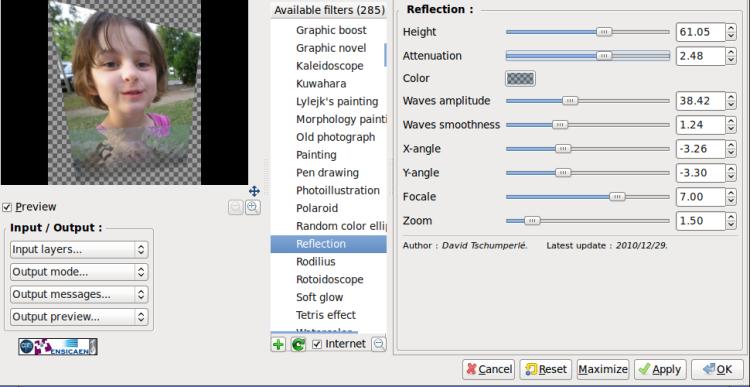 Preview
Input / Output :
Input layers...
Output mode...
Output messages...
Output preview...
ENSICAEN
Available filters (285)
Graphic boost
Graphic novel
Kaleidoscope
Kuwahara
Lylejk's painting
Morphology painti
Old photograph
Painting
Pen drawing
Photoillustration
Polaroid
Random color ellip
Reflection
Rodilius
Rotoidoscope
Soft glow
Tetris effect
Internet
Reflection :
Height 61.05
Attenuation 2.48
Color
Waves amplitude 38.42
Waves smoothness 1.24
X-angle -3.26
Y-angle -3.30
Focale 7.00
Zoom 1.50
Author : David Tschumperlé. Latest update : 2010/12/29.
Cancel Reset Maximize Apply OK